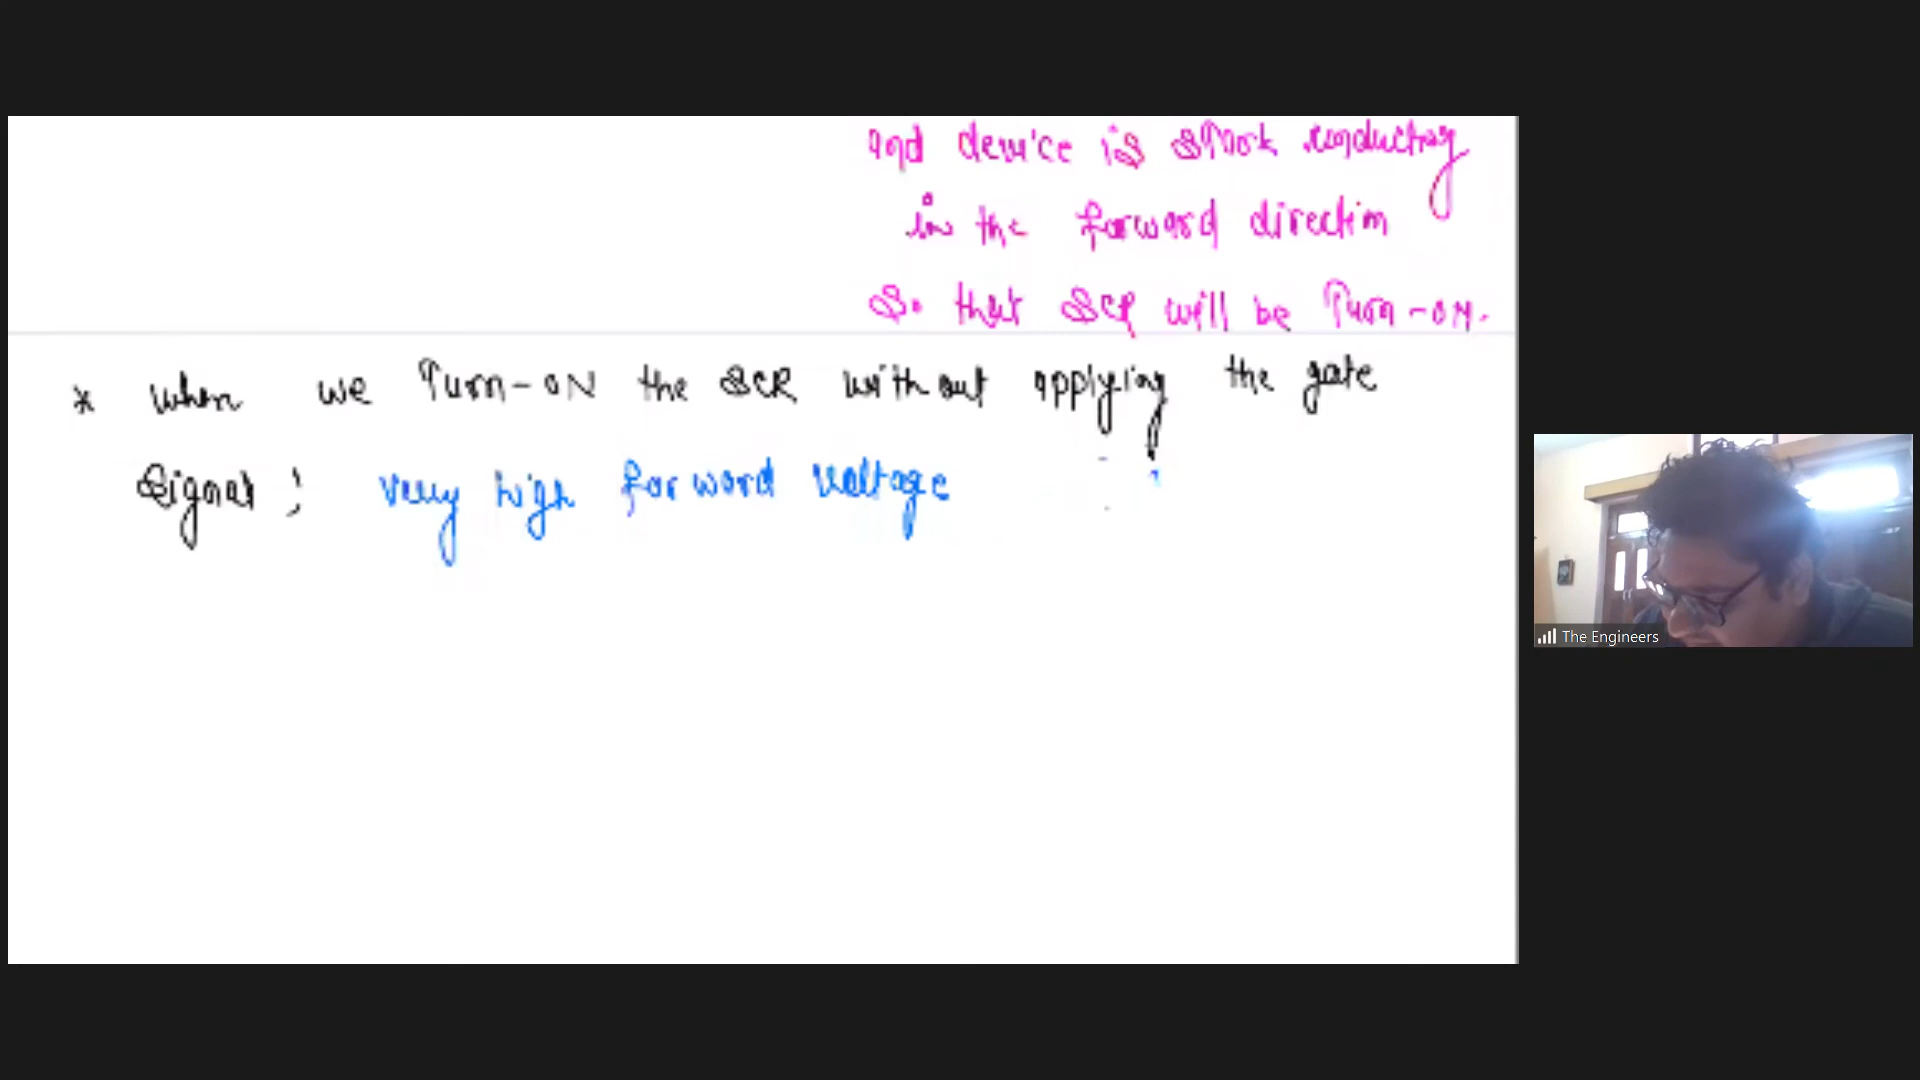 and device is start conducting
in the forward direction
So that SCR will be Turn-ON.
* when we Turn-ON the SCR without applying the gate
Signal; very high forward voltage
The Engineers